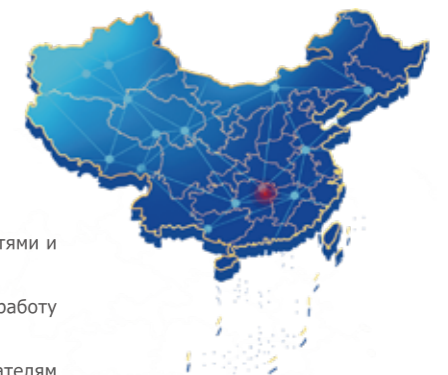 тями и
работу
ателям